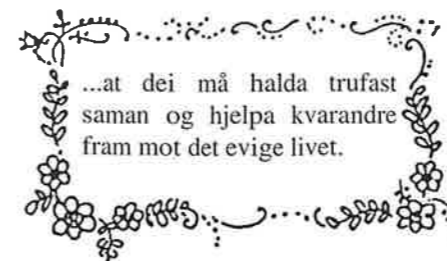 ...at dei må halda trufast
saman og hjelpa kvarandre
fram mot det evige livet.